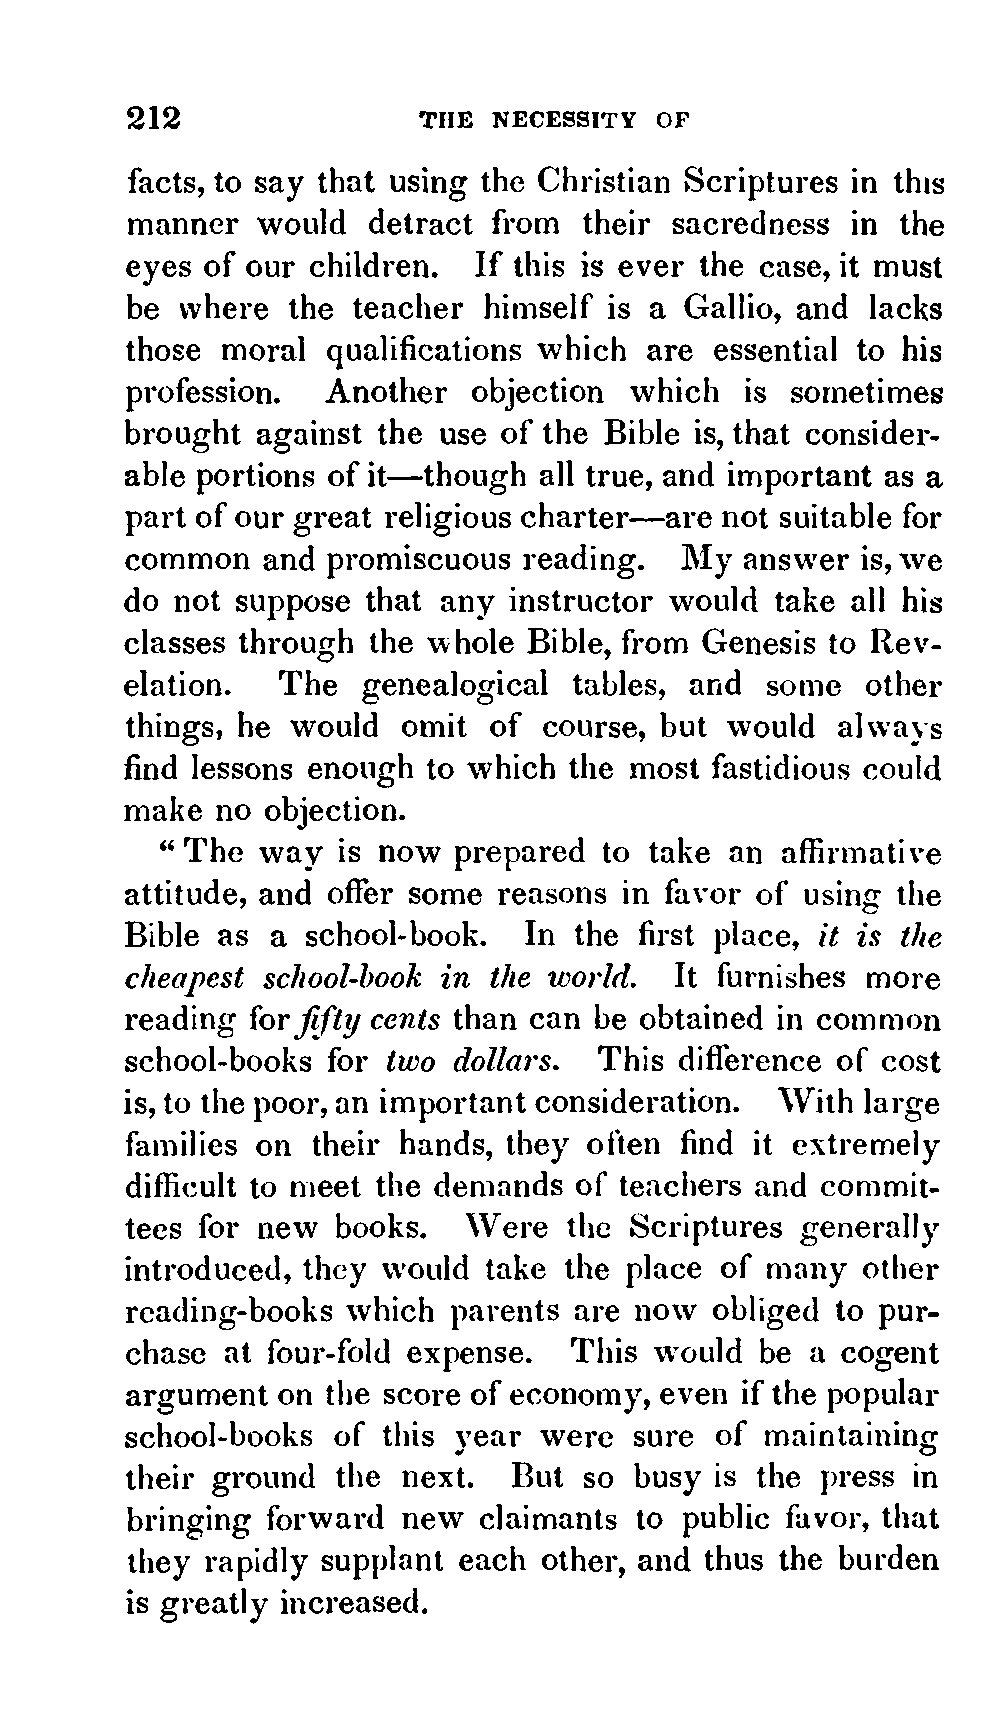 212 THE NECESSITY OF
facts, to say that using the Christian Scriptures in this
manner would detract from their sacredness in the
eyes of our children. If this is ever the case, it must
be where the teacher himself is a Gallio, and lacks
those moral qualifications which are essential to his
profession. Another objection which is sometimes
brought against the use of the Bible is, that consider-
able portions of it—though all true, and important as a
part of our great religious charter—are not suitable for
common and promiscuous reading. My answer is, we
do not suppose that any instructor would take all his
classes through the whole Bible, from Genesis to Rev-
elation. The genealogical tables, and some other
things, he would omit of course, but would always
find lessons enough to which the most fastidious could
make no objection.
“ The way is now prepared to take an affirmative
attitude, and offer some reasons in favor of using the
Bible as a school-book. In the first place, it is the
cheapest school-book in the world. It furnishes more
reading for fifty cents than can be obtained in common
school-books for two dollars. This difference of cost
is, to the poor, an important consideration. With large
families on their hands, they often find it extremely
difficult to meet the demands of teachers and commit-
tees for new books. Were the Scriptures generally
introduced, they would take the place of many other
reading-books which parents are now obliged to pur-
chase at four-fold expense. This would be a cogent
argument on the score of economy, even if the popular
school-books of this year were sure of maintaining
their ground the next. But so busy is the press in
bringing forward new claimants to public favor, that
they rapidly supplant each other, and thus the burden
is greatly increased.